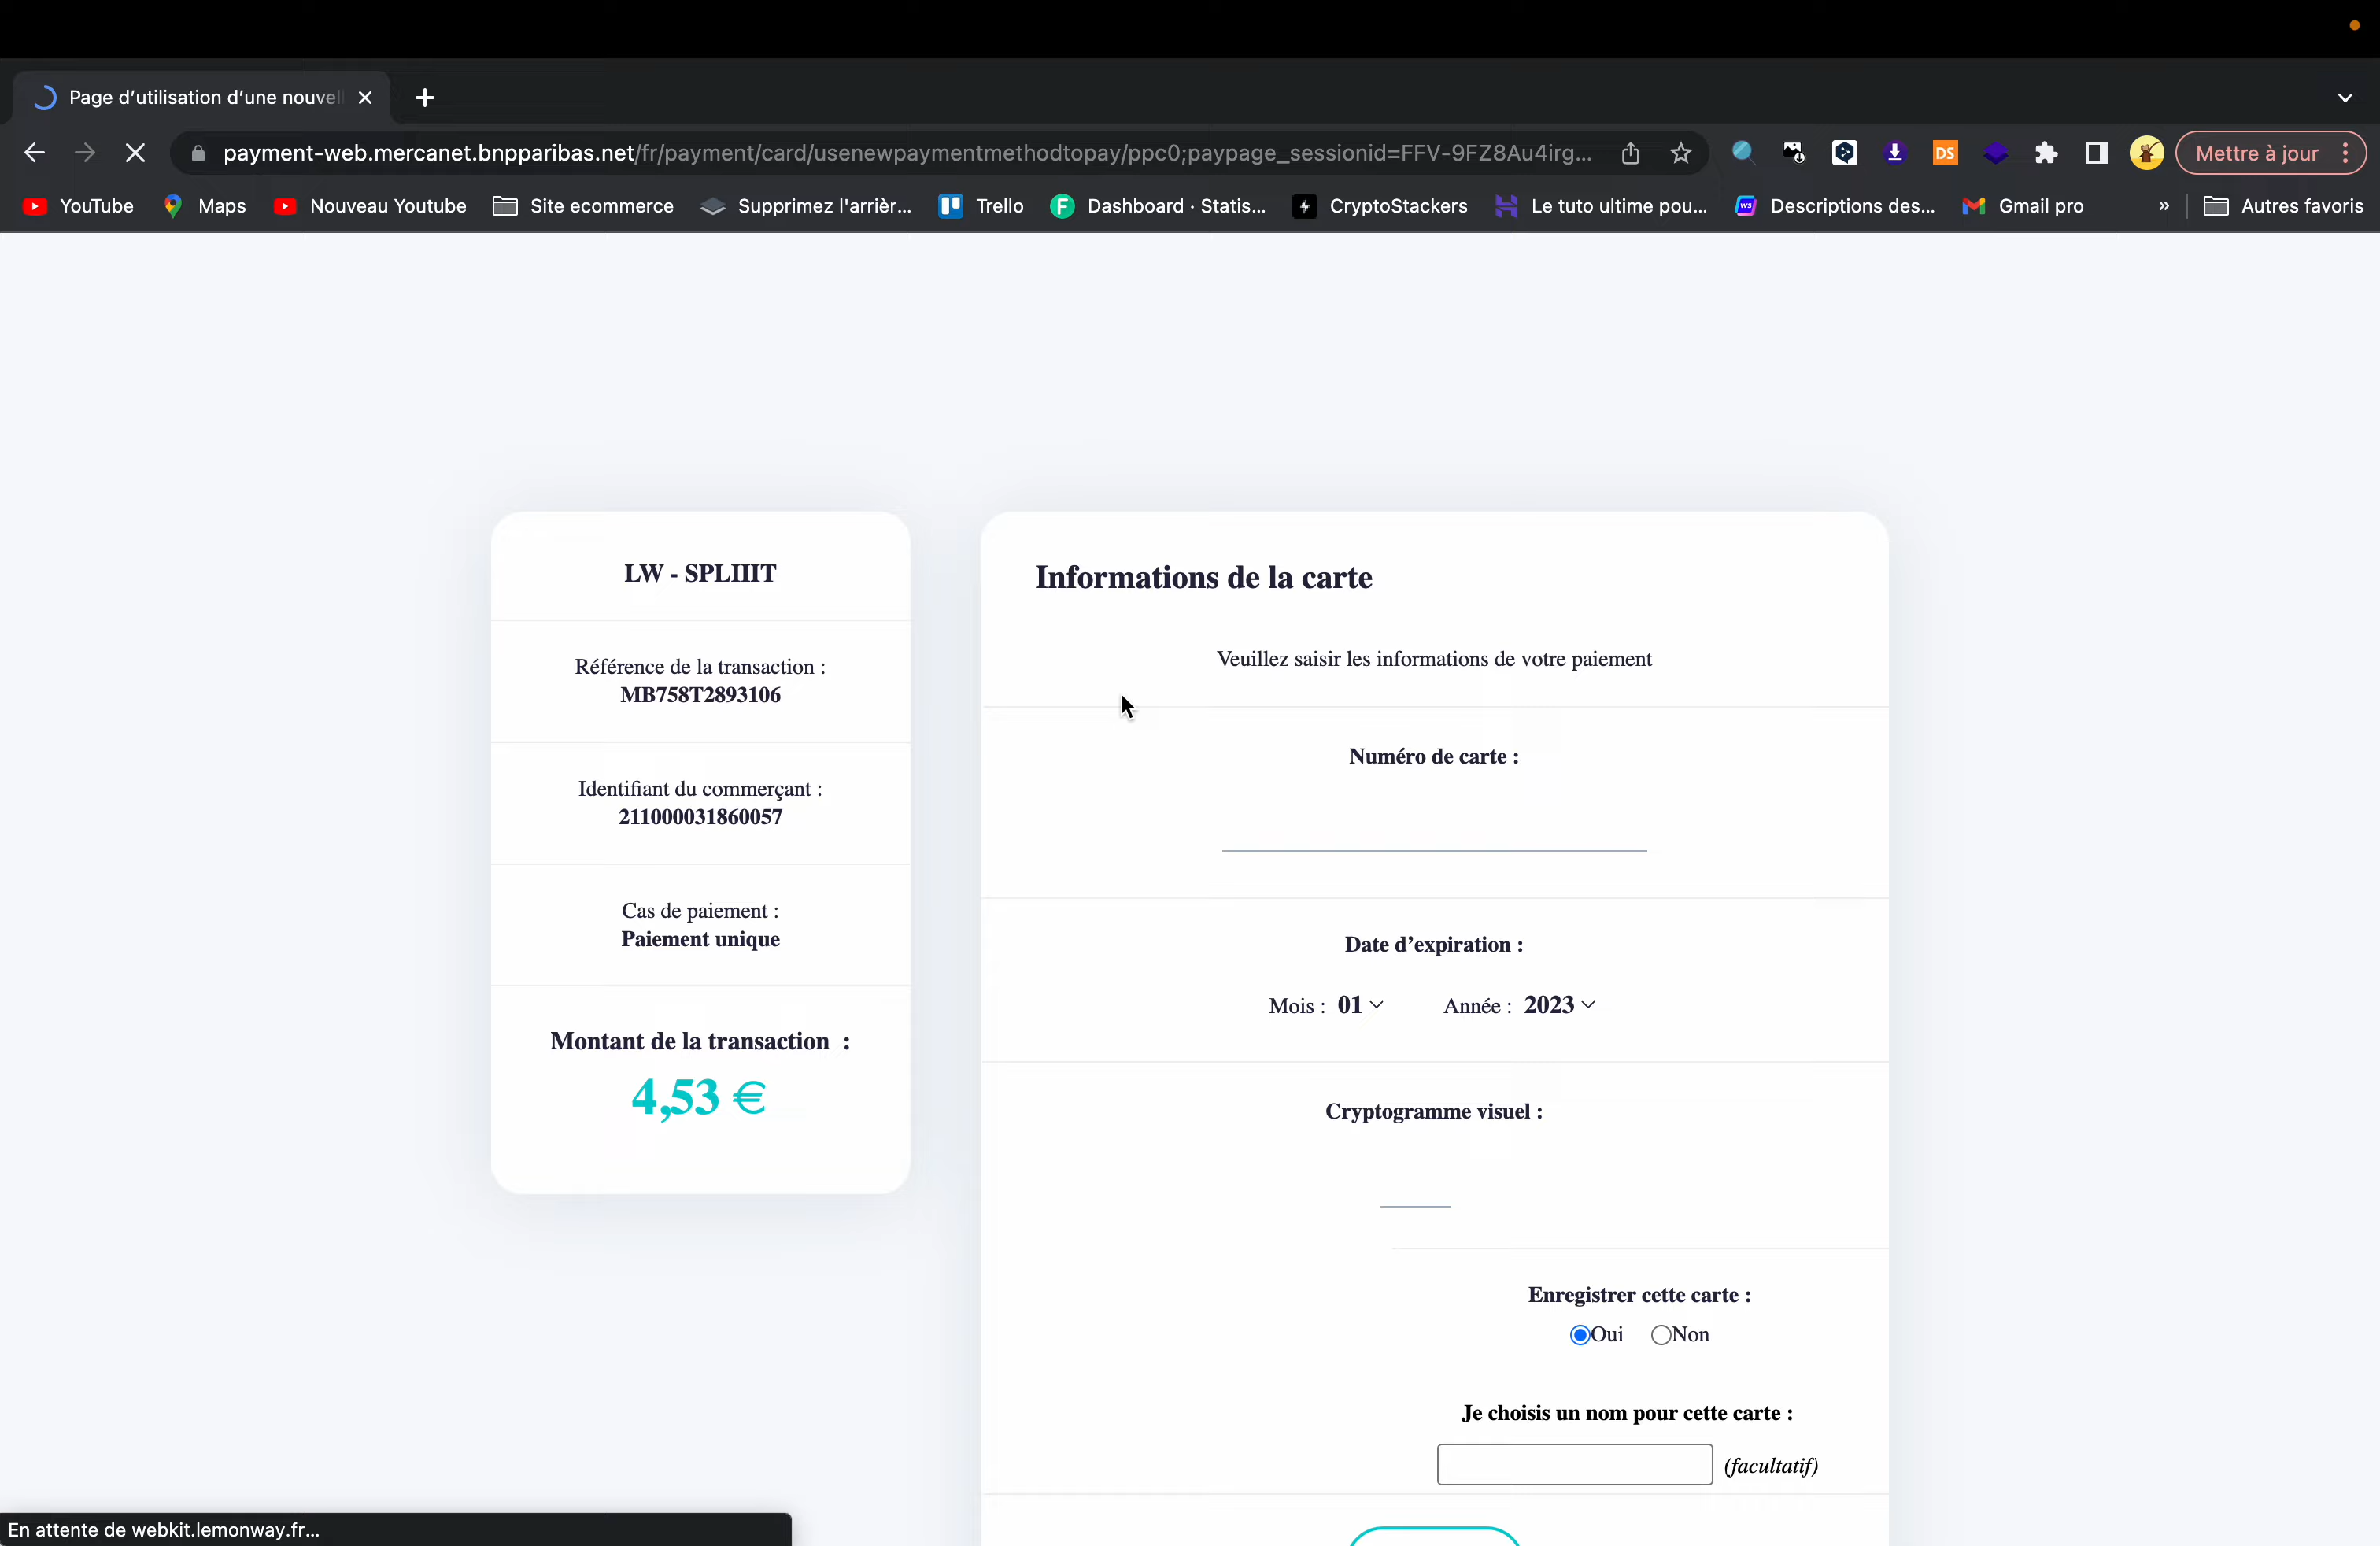 Page d'utilisation d'une nouvel
payment-web.mercanet.bnpparibas.net/fr/payment/card/usenewpaymentmethodtopay/ppc0;paypage_sessionid=FFV-9FZ8Au4irg...
DS
Mettre à jour
YouTube
Maps
Nouveau Youtube
Site ecommerce
Supprimez l'arrièr...
Trello
Dashboard · Statis...
CryptoStackers
Le tuto ultime pou...
Descriptions des...
Gmail pro
»
Autres favoris
LW - SPLIIIT
Référence de la transaction :
MB758T2893106
Identifiant du commerçant :
211000031860057
Cas de paiement :
Paiement unique
Montant de la transaction :
4,53 €
Informations de la carte
Veuillez saisir les informations de votre paiement
Numéro de carte :
Date d’expiration :
Mois : 01 Année : 2023
Cryptogramme visuel :
Enregistrer cette carte :
Oui Non
Je choisis un nom pour cette carte :
(facultatif)
En attente de webkit.lemonway.fr...